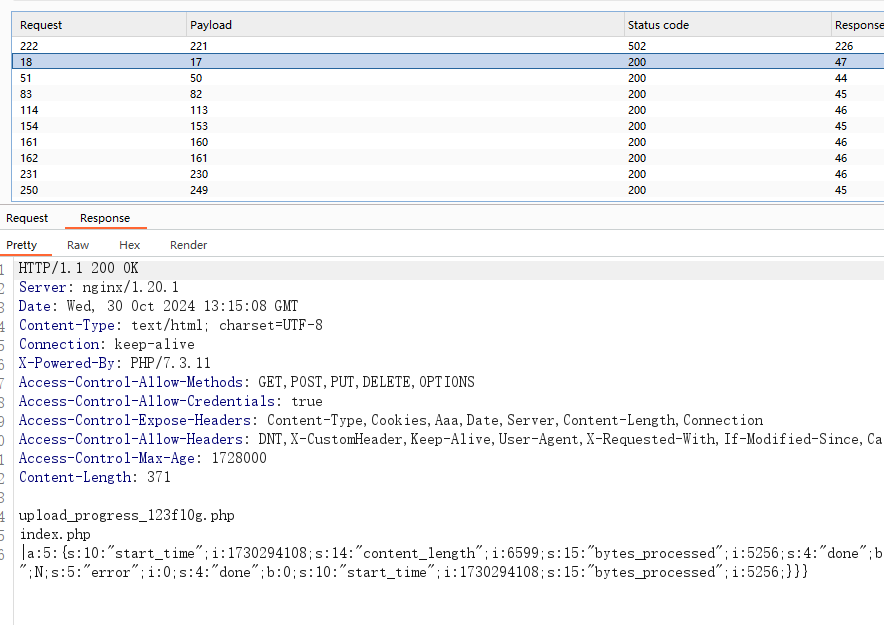 Request Payload Status code Response
222 221 502 226
18 17 200 47
51 50 200 44
83 82 200 45
114 113 200 46
154 153 200 45
161 160 200 46
162 161 200 46
231 230 200 46
250 249 200 45
Request Response
Pretty Raw Hex Render
1 HTTP/1.1 200 OK
2 Server: nginx/1.20.1
3 Date: Wed, 30 Oct 2024 13:15:08 GMT
4 Content-Type: text/html; charset=UTF-8
5 Connection: keep-alive
6 X-Powered-By: PHP/7.3.11
7 Access-Control-Allow-Methods: GET,POST,PUT,DELETE,OPTIONS
8 Access-Control-Allow-Credentials: true
9 Access-Control-Expose-Headers: Content-Type,Cookies,Aaa,Date,Server,Content-Length,Connection
0 Access-Control-Allow-Headers: DNT,X-CustomHeader,Keep-Alive,User-Agent,X-Requested-With,If-Modified-Since,Ca
1 Access-Control-Max-Age: 1728000
2 Content-Length: 371
3
4 upload_progress_123fl0g.php
5 index.php
6 |a:5:{s:10:"start_time";i:1730294108;s:14:"content_length";i:6599;s:15:"bytes_processed";i:5256;s:4:"done";b
";N;s:5:"error";i:0;s:4:"done";b:0;s:10:"start_time";i:1730294108;s:15:"bytes_processed";i:5256;}}}